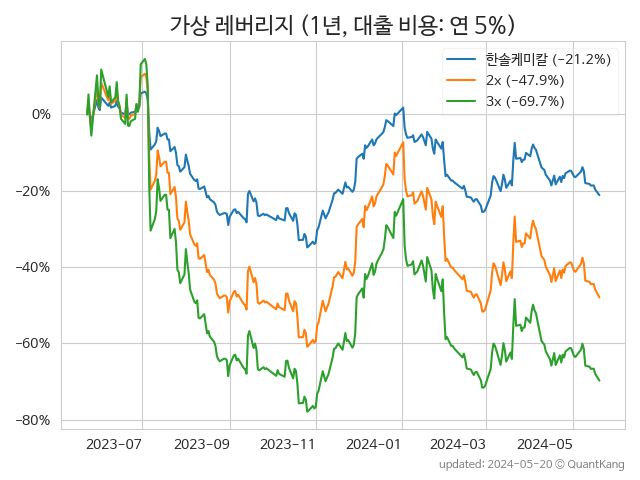 가상 레버리지 (1년, 대출 비용: 연 5%)
한솔케미칼 (−21.2%)
2x (−47.9%)
3x (−69.7%)
0%
−20%
−40%
−60%
−80%
2023−07 2023−09 2023−11 2024−01 2024−03 2024−05
updated: 2024-05-20 © QuantKang